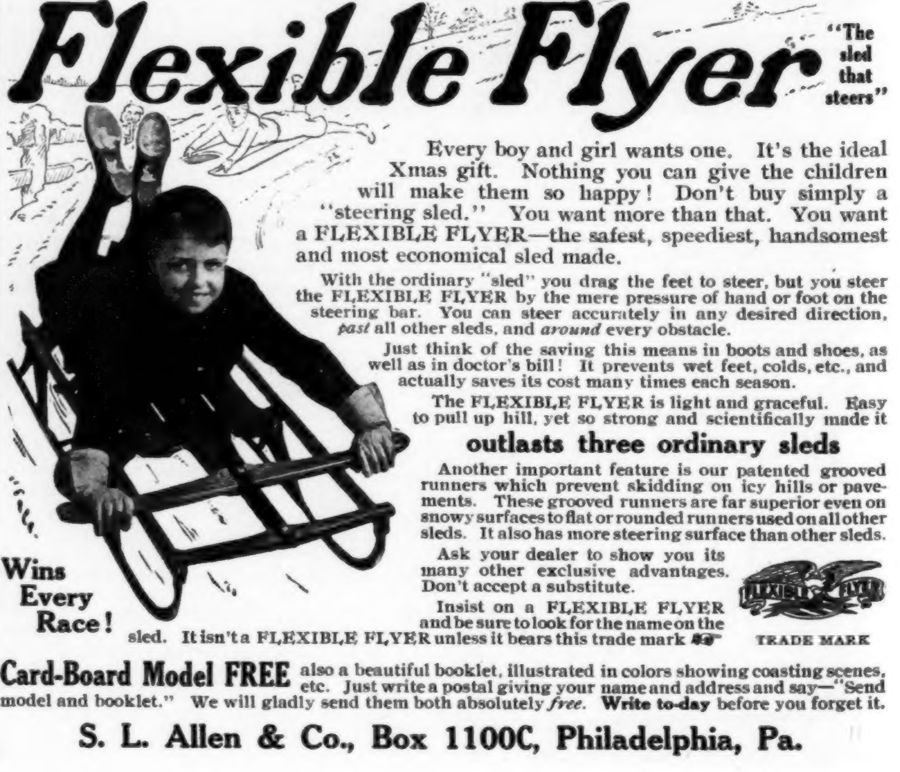 Flexible Flyer
"The
sled
that
steers"
Every boy and girl wants one. It's the ideal
Xmas gift. Nothing you can give the children
will make them so happy! Don't buy simply a
"steering sled." You want more than that. You want
a FLEXIBLE FLYER—the safest, speediest, handsomest
and most economical sled made.
With the ordinary "sled" you drag the feet to steer, but you steer
the FLEXIBLE FLYER by the mere pressure of hand or foot on the
steering bar. You can steer accurately in any desired direction,
past all other sleds, and around every obstacle.
Just think of the saving this means in boots and shoes, as
well as in doctor's bill! It prevents wet feet, colds, etc., and
actually saves its cost many times each season.
The FLEXIBLE FLYER is light and graceful. Easy
to pull up hill, yet so strong and scientifically made it
outlasts three ordinary sleds
Another important feature is our patented grooved
runners which prevent skidding on icy hills or pave-
ments. These grooved runners are far superior even on
snowy surfaces to flat or rounded runners used on all other
sleds. It also has more steering surface than other sleds.
Ask your dealer to show you its
many other exclusive advantages.
Don't accept a substitute.
Insist on a FLEXIBLE FLYER
and be sure to look for the name on the
sled. It isn't a FLEXIBLE FLYER unless it bears this trade mark
FLEXIBLE FLYER
TRADE MARK
Wins
Every
Race!
Card-Board Model FREE also a beautiful booklet, illustrated in colors showing coasting scenes,
etc. Just write a postal giving your name and address and say—"Send
model and booklet." We will gladly send them both absolutely free. Write to-day before you forget it.
S. L. Allen & Co., Box 1100C, Philadelphia, Pa.
11